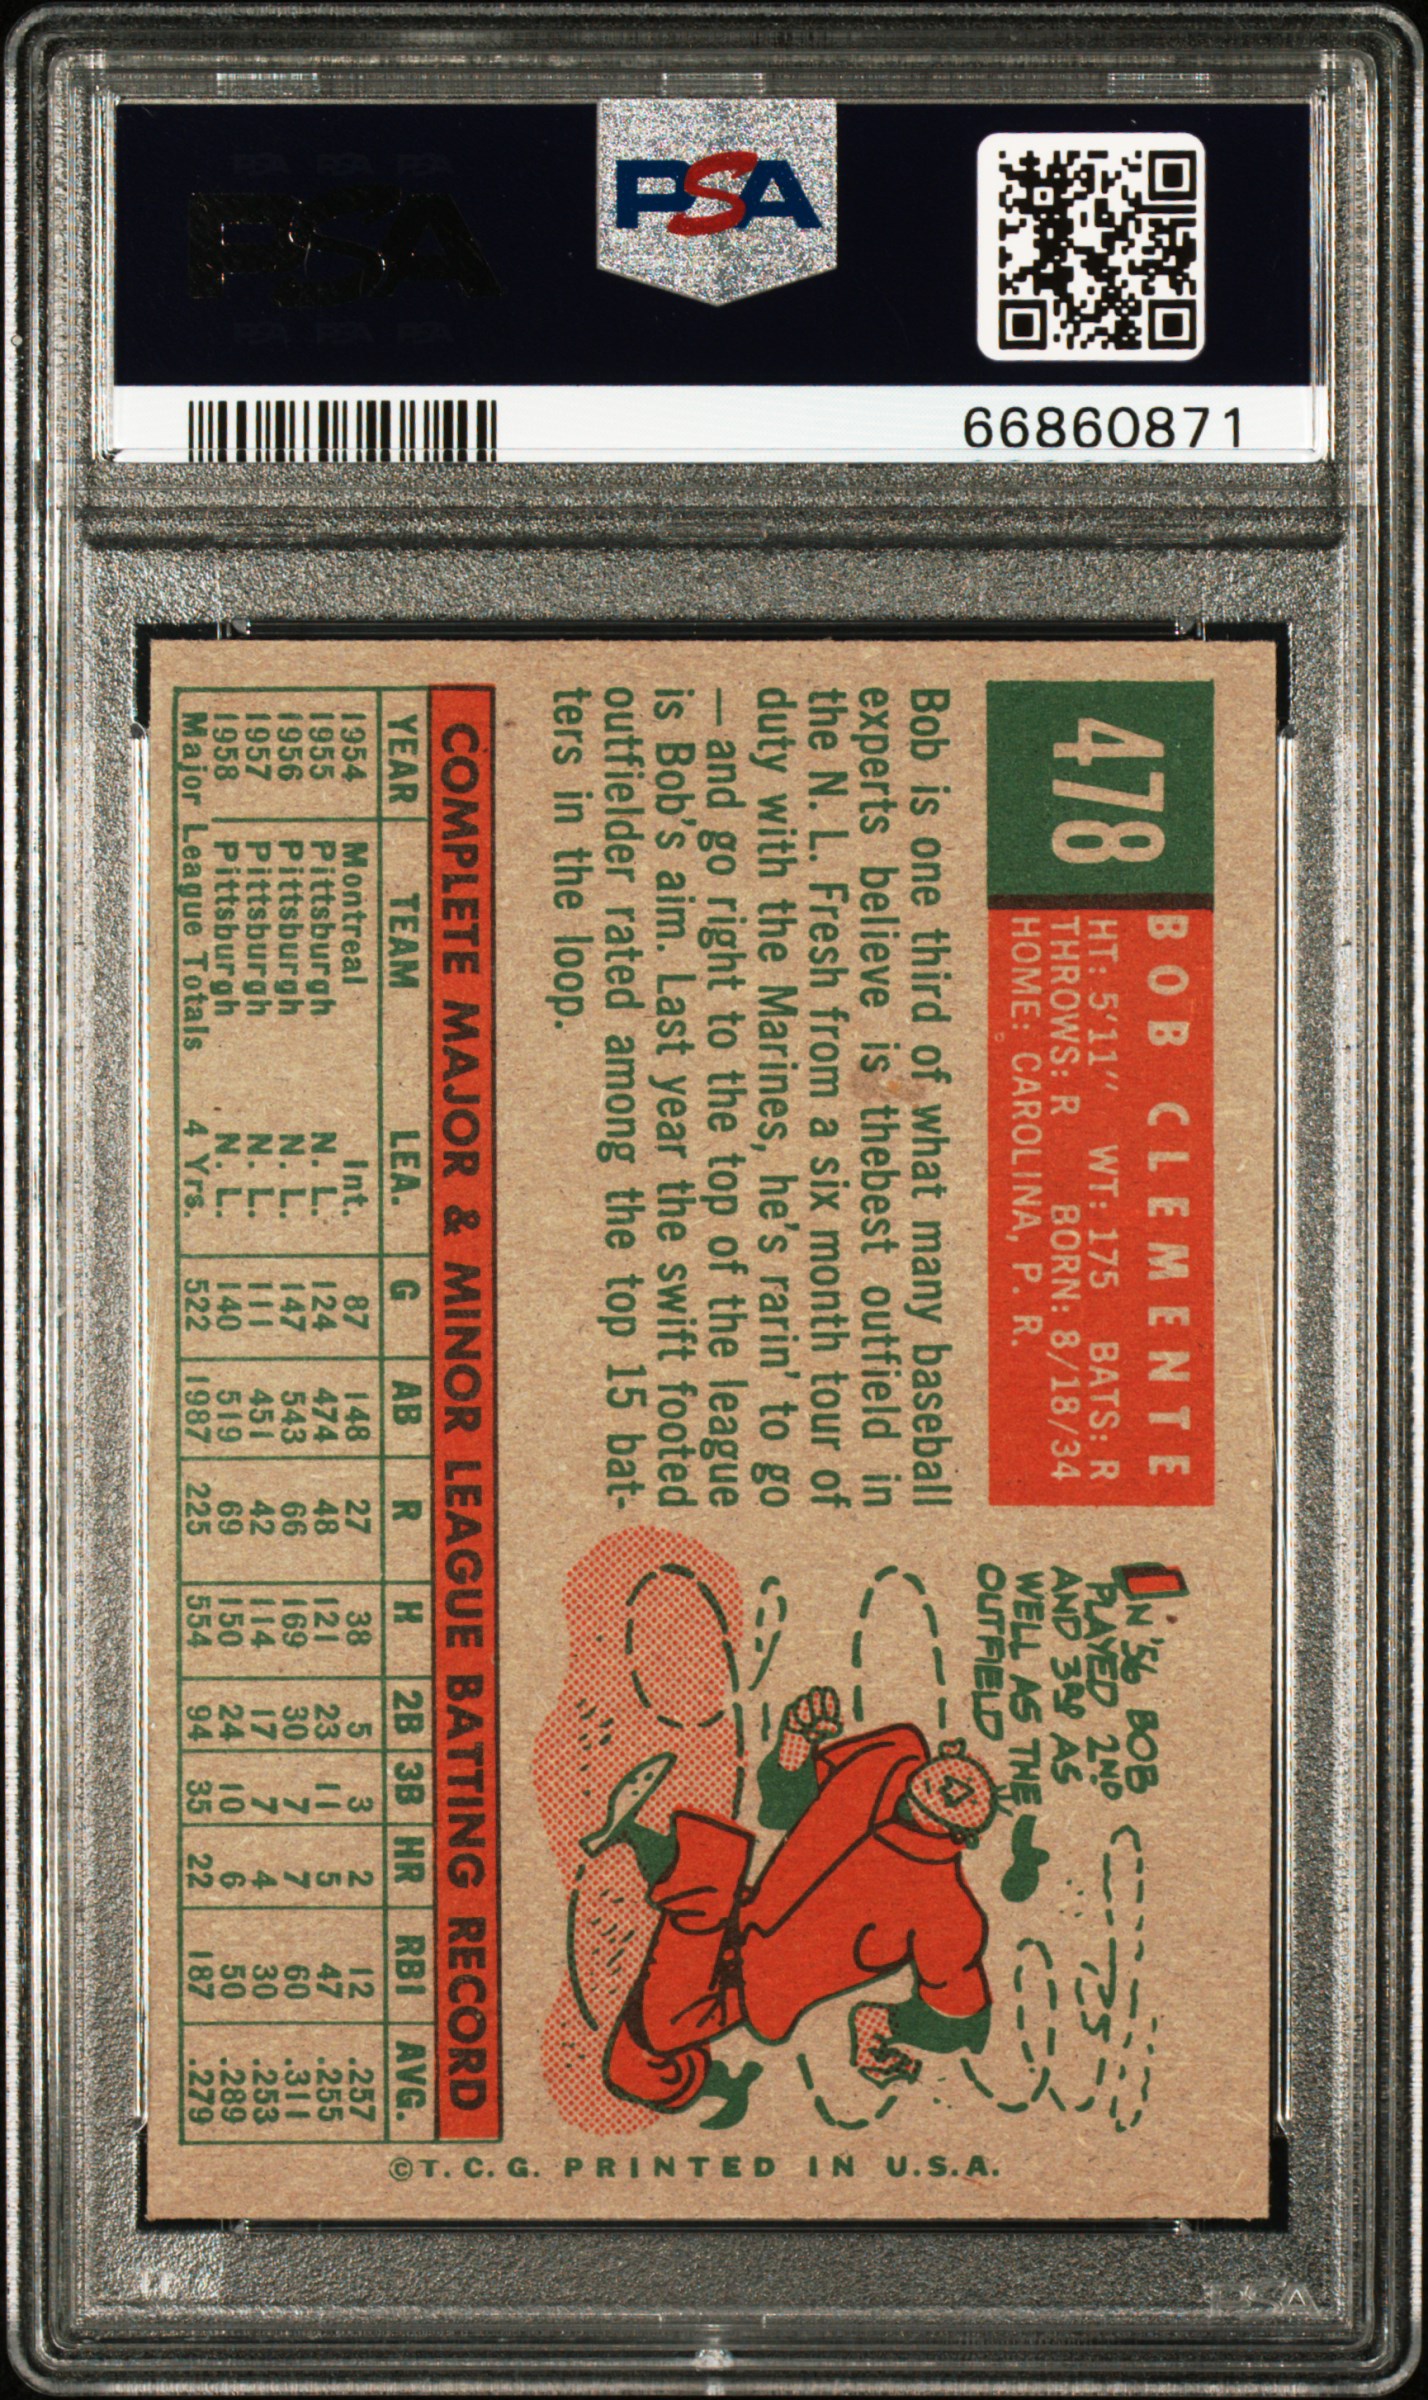 PSA
PSA
66860871
478
BOB CLEMENTE
HT: 5'11" WT: 175 BATS: R
THROWS: R BORN: 8/18/34
HOME: CAROLINA, P. R.
Bob is one third of what many baseball
experts believe is thebest outfield in
the N. L. Fresh from a six month tour of
duty with the Marines, he's rarin' to go
—and go right to the top of the league
is Bob's aim. Last year the swift footed
outfielder rated among the top 15 bat-
ters in the loop.
IN '56 BOB
PLAYED 2ND
AND 3RD AS
WELL AS THE
OUTFIELD
COMPLETE MAJOR & MINOR LEAGUE BATTING RECORD
YEAR TEAM LEA. G AB R H 2B 3B HR RBI AVG.
1954 Montreal Int. 87 148 27 38 5 3 2 12 .257
1955 Pittsburgh N. L. 124 474 48 121 23 11 5 47 .255
1956 Pittsburgh N. L. 147 543 66 169 30 7 7 60 .311
1957 Pittsburgh N. L. 111 451 42 114 17 7 4 30 .253
1958 Pittsburgh N. L. 140 519 69 150 24 10 6 50 .289
Major League Totals 4 Yrs. 522 1987 225 554 94 35 22 187 .279
©T. C. G. PRINTED IN U.S.A.
PSA